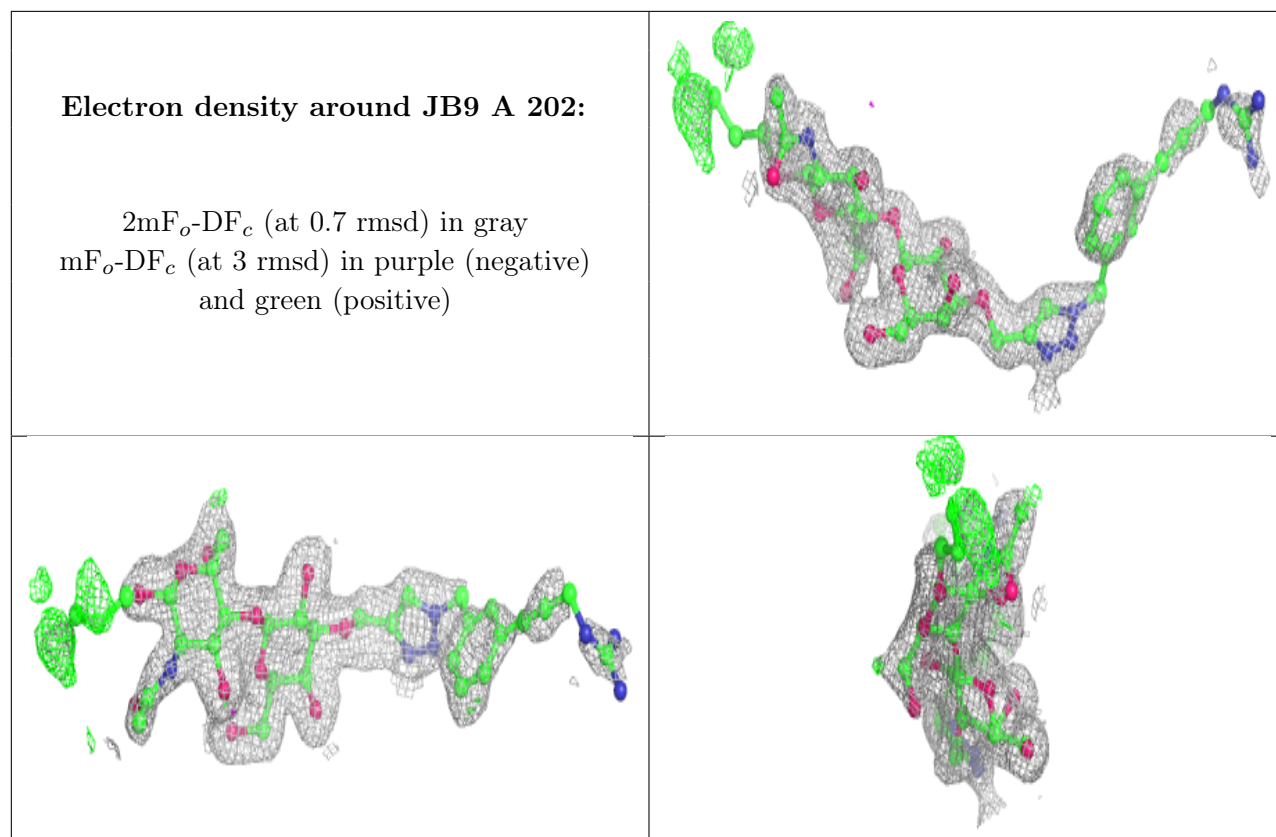 Electron density around JB9 A 202:
2mFo-DFc (at 0.7 rmsd) in gray
mFo-DFc (at 3 rmsd) in purple (negative)
and green (positive)